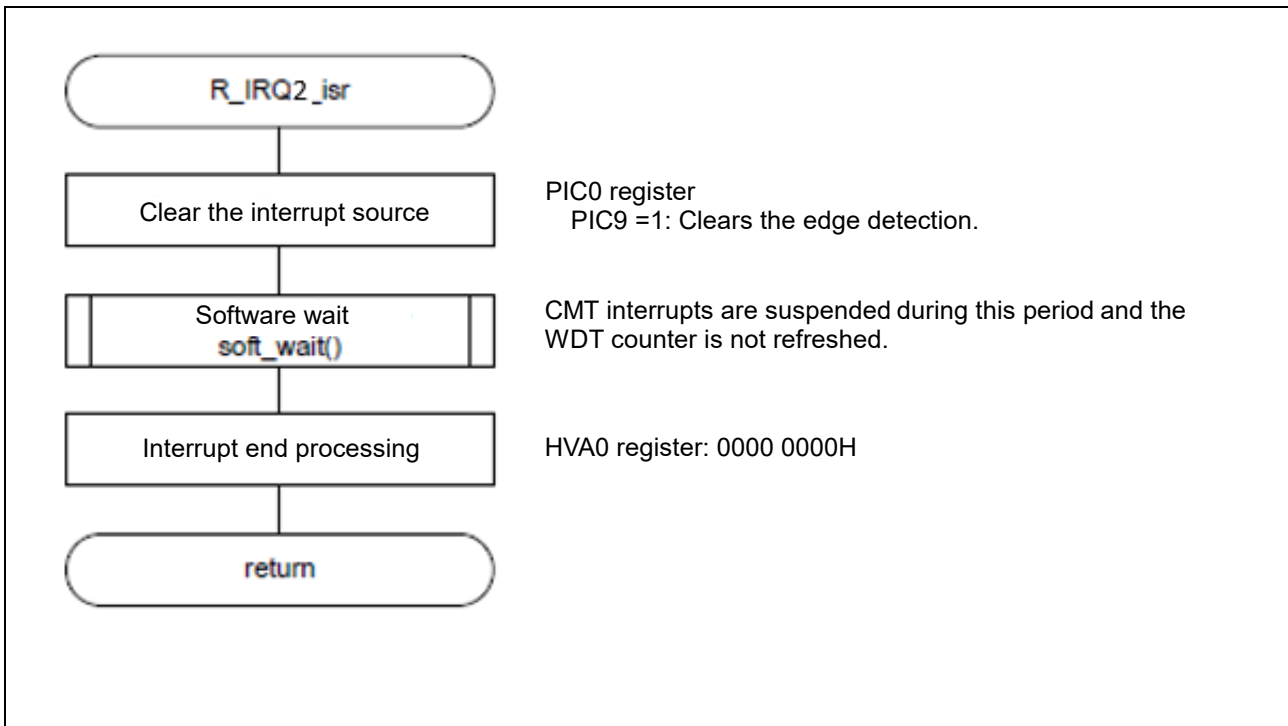 R_IRQ2_isr
Clear the interrupt source
PIC0 register
PIC9 =1: Clears the edge detection.
Software wait
soft_wait()
CMT interrupts are suspended during this period and the
WDT counter is not refreshed.
Interrupt end processing
HVA0 register: 0000 0000H
return